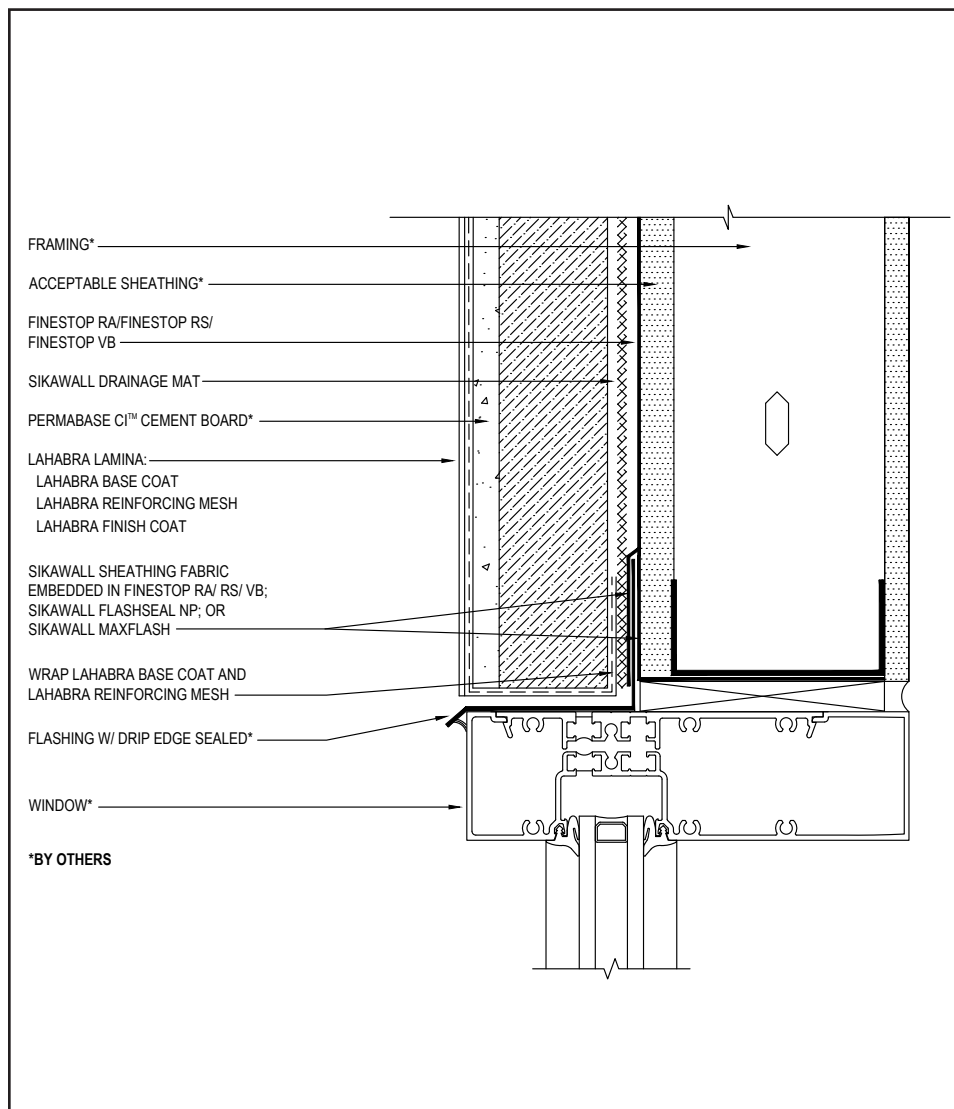 FRAMING*
ACCEPTABLE SHEATHING*
FINESTOP RA/FINESTOP RS/
FINESTOP VB
SIKAWALL DRAINAGE MAT
PERMABASE CI™ CEMENT BOARD*
LAHABRA LAMINA:
LAHABRA BASE COAT
LAHABRA REINFORCING MESH
LAHABRA FINISH COAT
SIKAWALL SHEATHING FABRIC
EMBEDDED IN FINESTOP RA/ RS/ VB;
SIKAWALL FLASHSEAL NP; OR
SIKAWALL MAXFLASH
WRAP LAHABRA BASE COAT AND
LAHABRA REINFORCING MESH
FLASHING W/ DRIP EDGE SEALED*
WINDOW*
*BY OTHERS